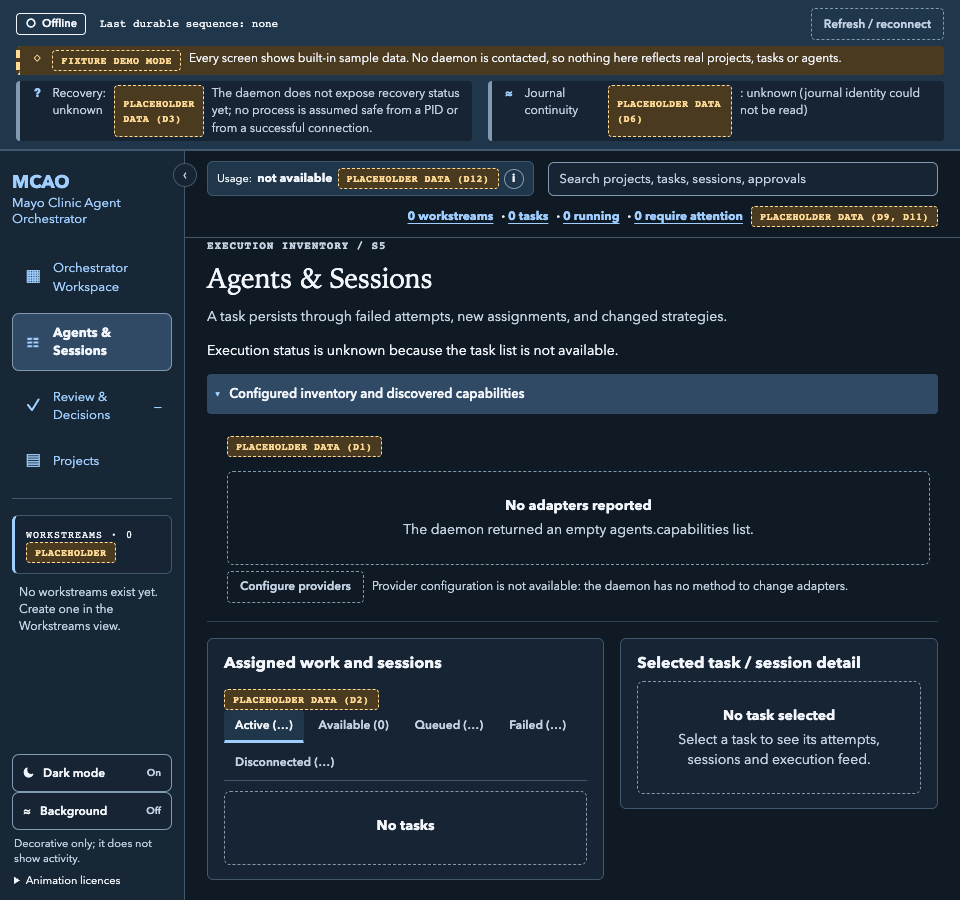 Offline
Last durable sequence: none
Refresh / reconnect
FIXTURE DEMO MODE
Every screen shows built-in sample data. No daemon is contacted, so nothing here reflects real projects, tasks or agents.
Recovery:
unknown
PLACEHOLDER
DATA (D3)
The daemon does not expose recovery status
yet; no process is assumed safe from a PID or
from a successful connection.
Journal
continuity
PLACEHOLDER DATA
(D6)
: unknown (journal identity could
not be read)
MCAO
Mayo Clinic Agent
Orchestrator
Orchestrator
Workspace
Agents &
Sessions
Review &
Decisions
–
Projects
WORKSTREAMS · 0
PLACEHOLDER
No workstreams exist yet.
Create one in the
Workstreams view.
Dark mode On
Background Off
Decorative only; it does not
show activity.
Animation licences
Usage: not available PLACEHOLDER DATA (D12) i
Search projects, tasks, sessions, approvals
0 workstreams · 0 tasks · 0 running · 0 require attention PLACEHOLDER DATA (D9, D11)
EXECUTION INVENTORY / S5
Agents & Sessions
A task persists through failed attempts, new assignments, and changed strategies.
Execution status is unknown because the task list is not available.
Configured inventory and discovered capabilities
PLACEHOLDER DATA (D1)
No adapters reported
The daemon returned an empty agents.capabilities list.
Configure providers
Provider configuration is not available: the daemon has no method to change adapters.
Assigned work and sessions
PLACEHOLDER DATA (D2)
Active (…) Available (0) Queued (…) Failed (…)
Disconnected (…)
No tasks
Selected task / session detail
No task selected
Select a task to see its attempts,
sessions and execution feed.